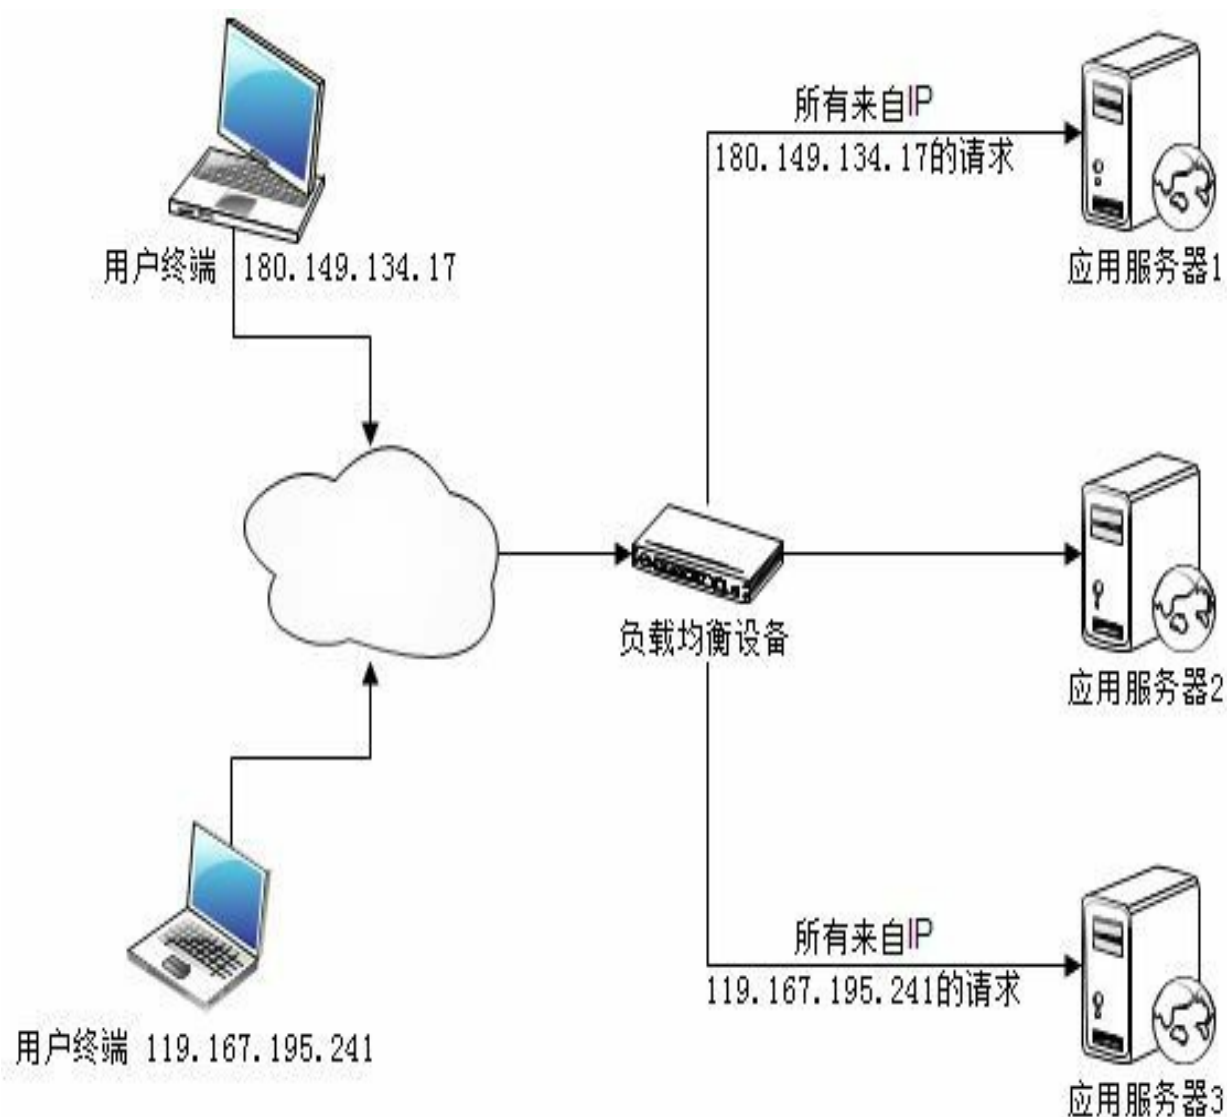 所有来自IP
180.149.134.17的请求
用户终端 180.149.134.17
应用服务器1
负载均衡设备
应用服务器2
所有来自IP
119.167.195.241的请求
用户终端 119.167.195.241
应用服务器3